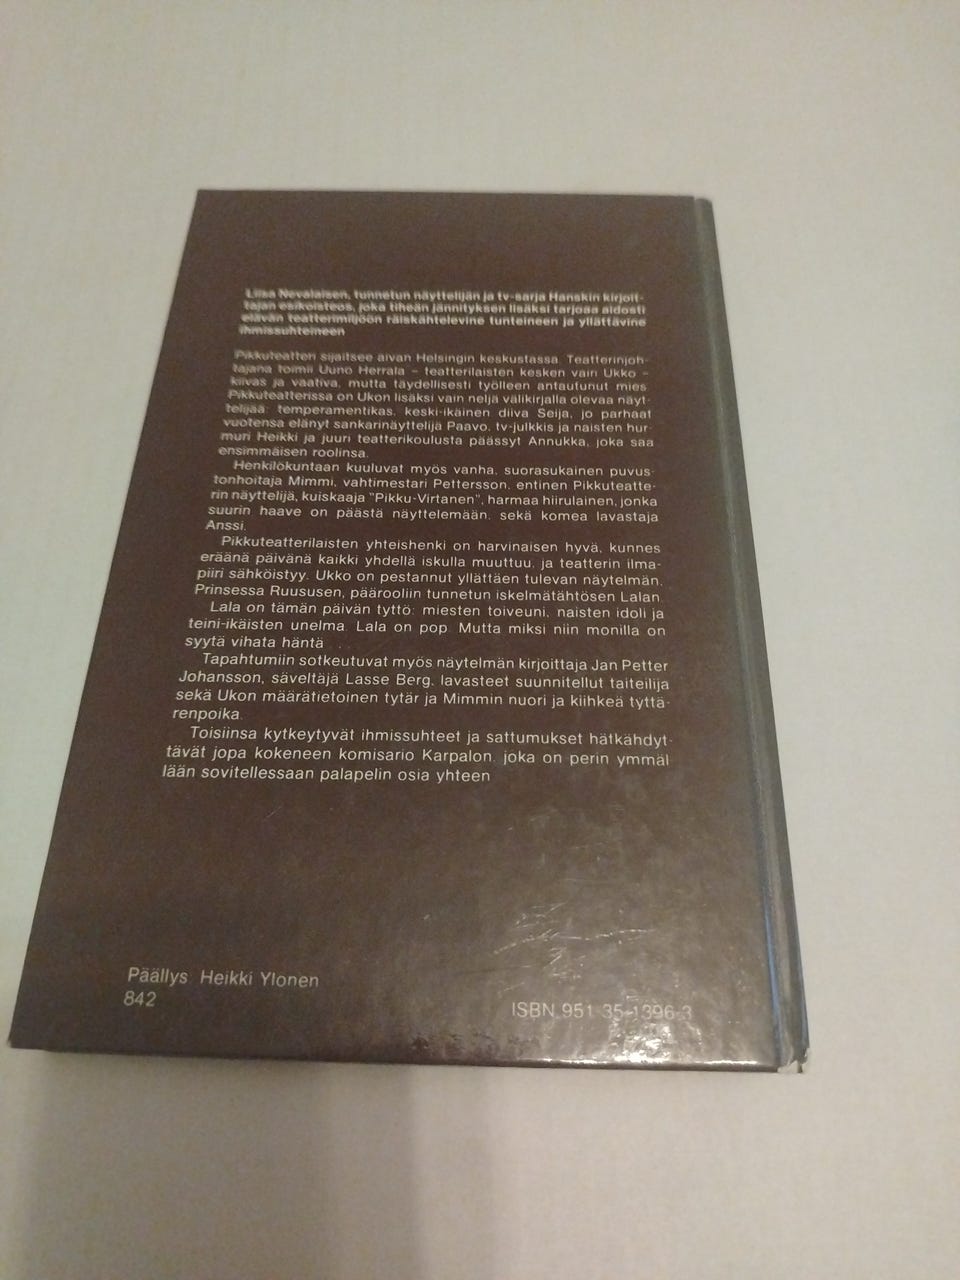 Liisa Nevalaisen, tunnetun näyttelijän ja tv-sarja Hanskin kirjoit-
tajan esikoisteos, joka tiheän jännityksen lisäksi tarjoaa aidosti
elävän teatterimiljöön räiskähtelevine tunteineen ja yllättävine
ihmissuhteineen
Pikkuteatteri sijaitsee aivan Helsingin keskustassa. Teatterinjoh-
tajana toimii Uuno Herrala – teatterilaisten kesken vain Ukko –
kiivas ja vaativa, mutta täydellisesti työlleen antautunut mies
Pikkuteatterissa on Ukon lisäksi vain neljä välikirjalla olevaa näyt-
telijää: temperamentikas, keski-ikäinen diiva Seija, jo parhaat
vuotensa elänyt sankarinäyttelijä Paavo, tv-julkkis ja naisten hur-
muri Heikki ja juuri teatterikoulusta päässyt Annukka, joka saa
ensimmäisen roolinsa.
Henkilökuntaan kuuluvat myös vanha, suorasukainen puvus-
tonhoitaja Mimmi, vahtimestari Pettersson, entinen Pikkuteatte-
rin näyttelijä, kuiskaaja "Pikku-Virtanen", harmaa hiirulainen, jonka
suurin haave on päästä näyttelemään, sekä komea lavastaja
Anssi.
Pikkuteatterilaisten yhteishenki on harvinaisen hyvä, kunnes
eräänä päivänä kaikki yhdellä iskulla muuttuu, ja teatterin ilma-
piiri sähköistyy. Ukko on pestannut yllättäen tulevan näytelmän,
Prinsessa Ruususen, päärooliin tunnetun iskelmätähtösen Lalan.
Lala on tämän päivän tyttö: miesten toiveuni, naisten idoli ja
teini-ikäisten unelma. Lala on pop. Mutta miksi niin monilla on
syytä vihata häntä
Tapahtumiin sotkeutuvat myös näytelmän kirjoittaja Jan Petter
Johansson, säveltäjä Lasse Berg, lavasteet suunnitellut taiteilija
sekä Ukon määrätietoinen tytär ja Mimmin nuori ja kiihkeä tyttä-
renpoika.
Toisiinsa kytkeytyvät ihmissuhteet ja sattumukset hätkähdyt-
tävät jopa kokeneen komisario Karpalon, joka on perin ymmäl
lään sovitellessaan palapelin osia yhteen
Päällys Heikki Ylonen
842
ISBN 951-35-1396-3